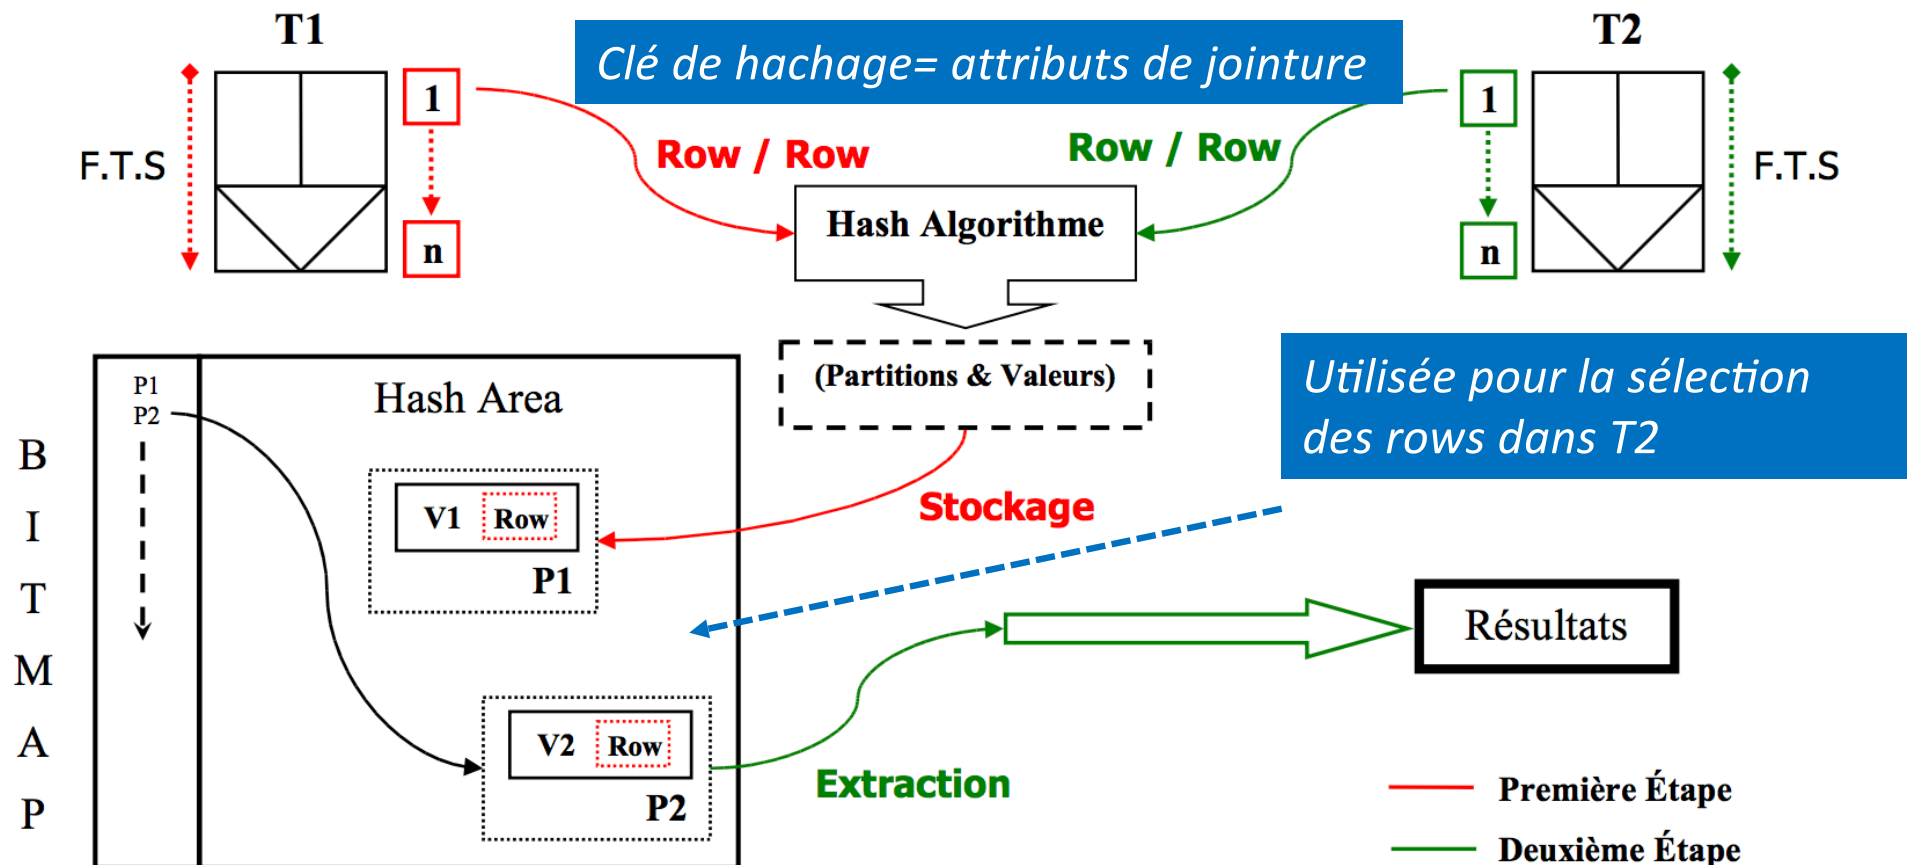 T1
Clé de hachage= attributs de jointure
T2
1
1
F.T.S
Row / Row
Row / Row
F.T.S
Hash Algorithme
n
n
(Partitions & Valeurs)
Utilisée pour la sélection
des rows dans T2
P1
P2
Hash Area
B
I
T
M
A
P
V1 Row
P1
Stockage
Résultats
V2 Row
P2
Extraction
Première Étape
Deuxième Étape